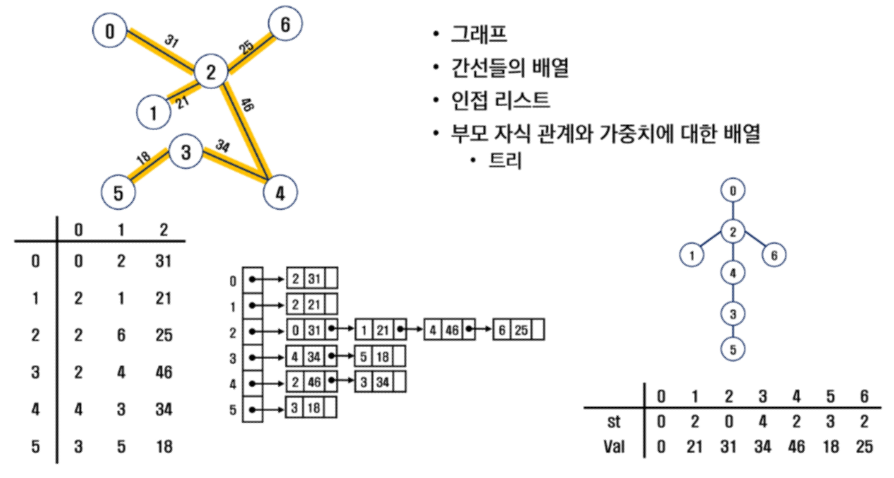 0
6
31
25
2
21
1
46
3
34
18
5
4
• 그래프
• 간선들의 배열
• 인접 리스트
• 부모 자식 관계와 가중치에 대한 배열
• 트리
0 1 2
0 0 2 31
1 2 1 21
2 2 6 25
3 2 4 46
4 4 3 34
5 3 5 18
0 2 31
1 2 21
2 0 31 1 21 4 46 6 25
3 4 34 5 18
4 2 46 3 34
5 3 18
0
2
1 6
4
3
5
0 1 2 3 4 5 6
st 0 2 0 4 2 3 2
Val 0 21 31 34 46 18 25